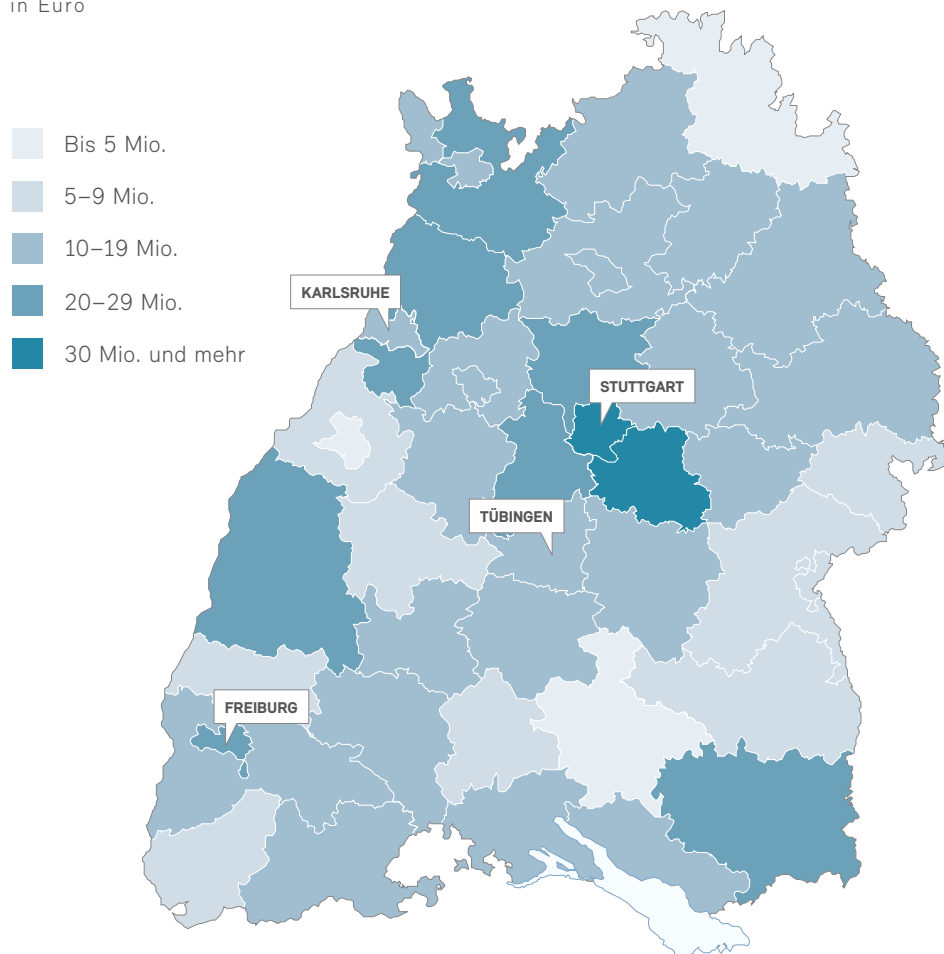 in Euro
Bis 5 Mio.
5–9 Mio.
10–19 Mio.
20–29 Mio.
30 Mio. und mehr
KARLSRUHE
STUTTGART
TÜBINGEN
FREIBURG